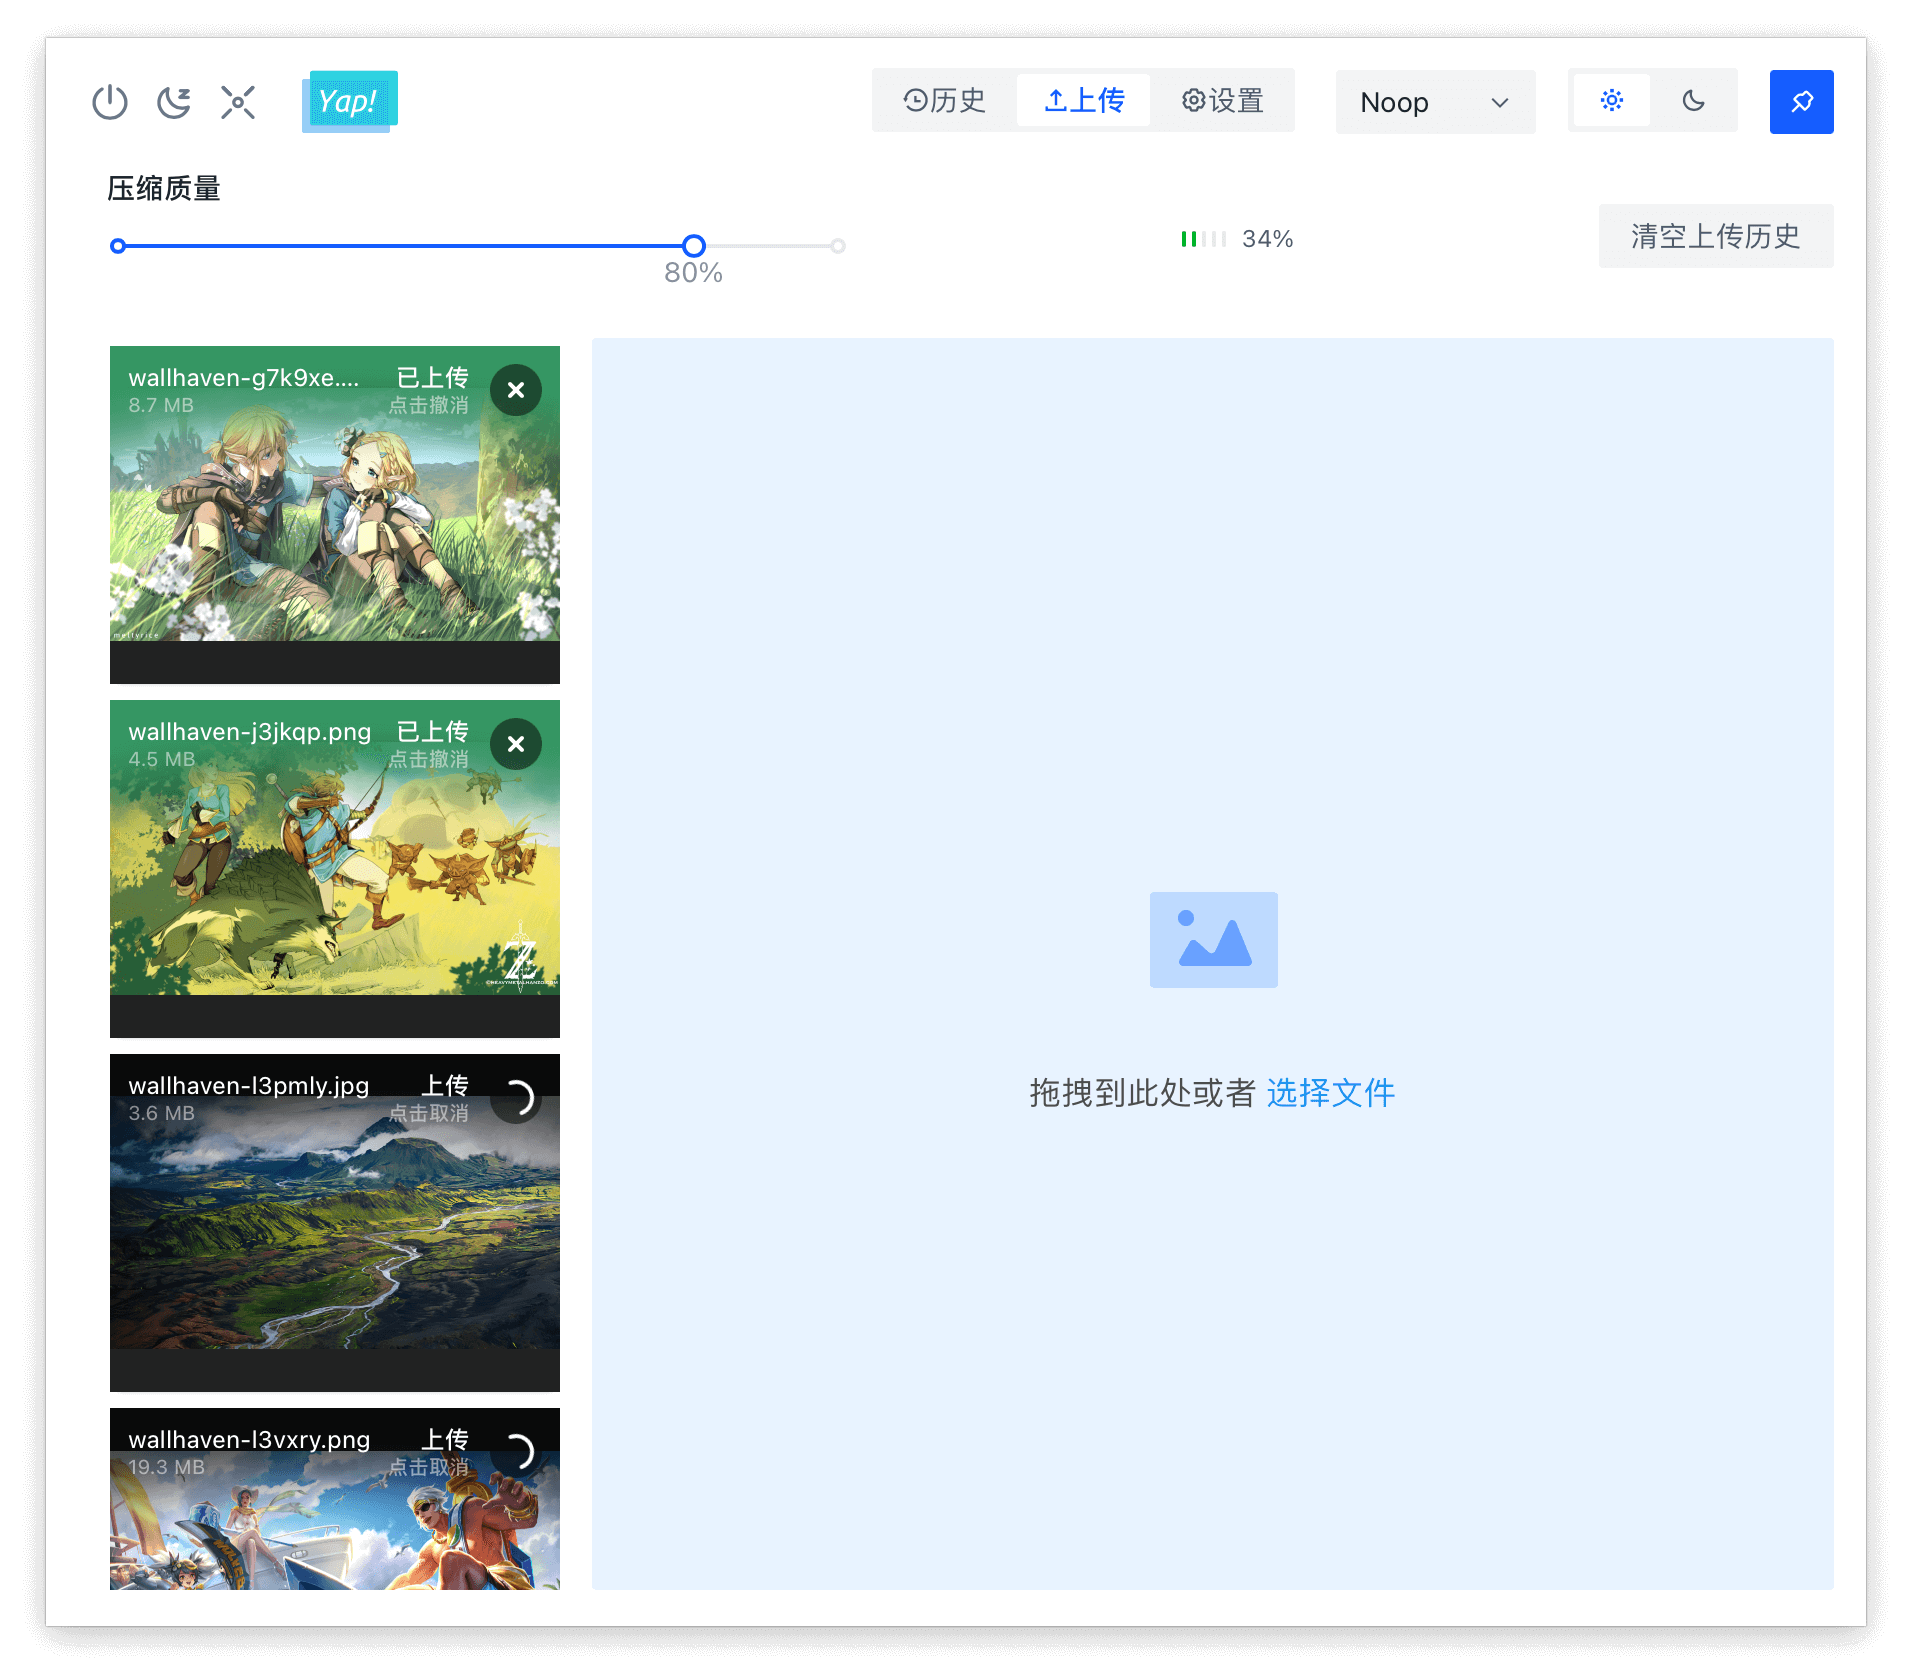 Yap!
历史
上传
设置
Noop
压缩质量
80%
34%
清空上传历史
wallhaven-g7k9xe....
已上传
8.7 MB
点击撤消
meltyrice
wallhaven-j3jkqp.png
已上传
4.5 MB
点击撤消
Z
©HEAVYMETALHANZO.COM
wallhaven-l3pmly.jpg
上传
3.6 MB
点击取消
wallhaven-l3vxry.png
上传
19.3 MB
点击取消
拖拽到此处或者 选择文件